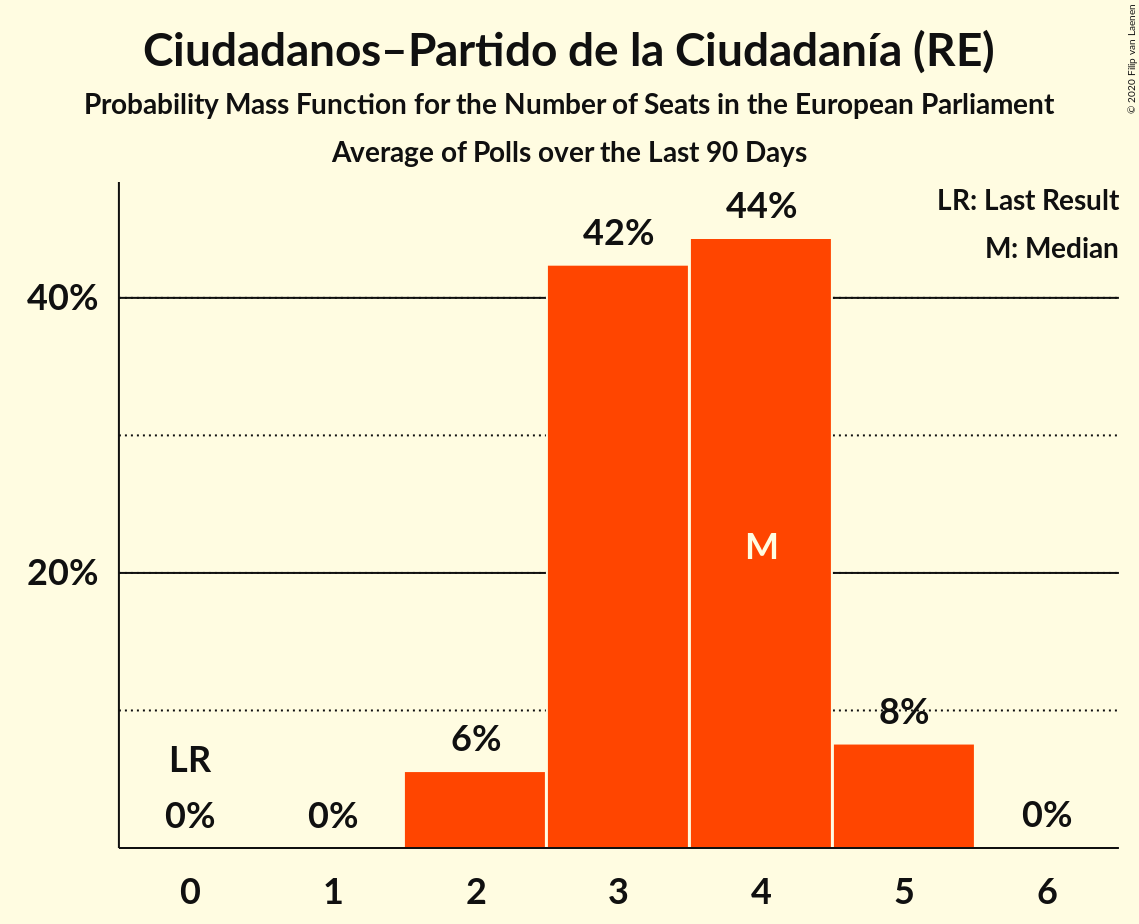 Ciudadanos–Partido de la Ciudadanía (RE)
Probability Mass Function for the Number of Seats in the European Parliament
Average of Polls over the Last 90 Days
© 2020 Filip van Laenen
LR: Last Result
M: Median
44%
42%
40%
M
20%
8%
6%
LR
0%
0%
0%
0
1
2
3
4
5
6